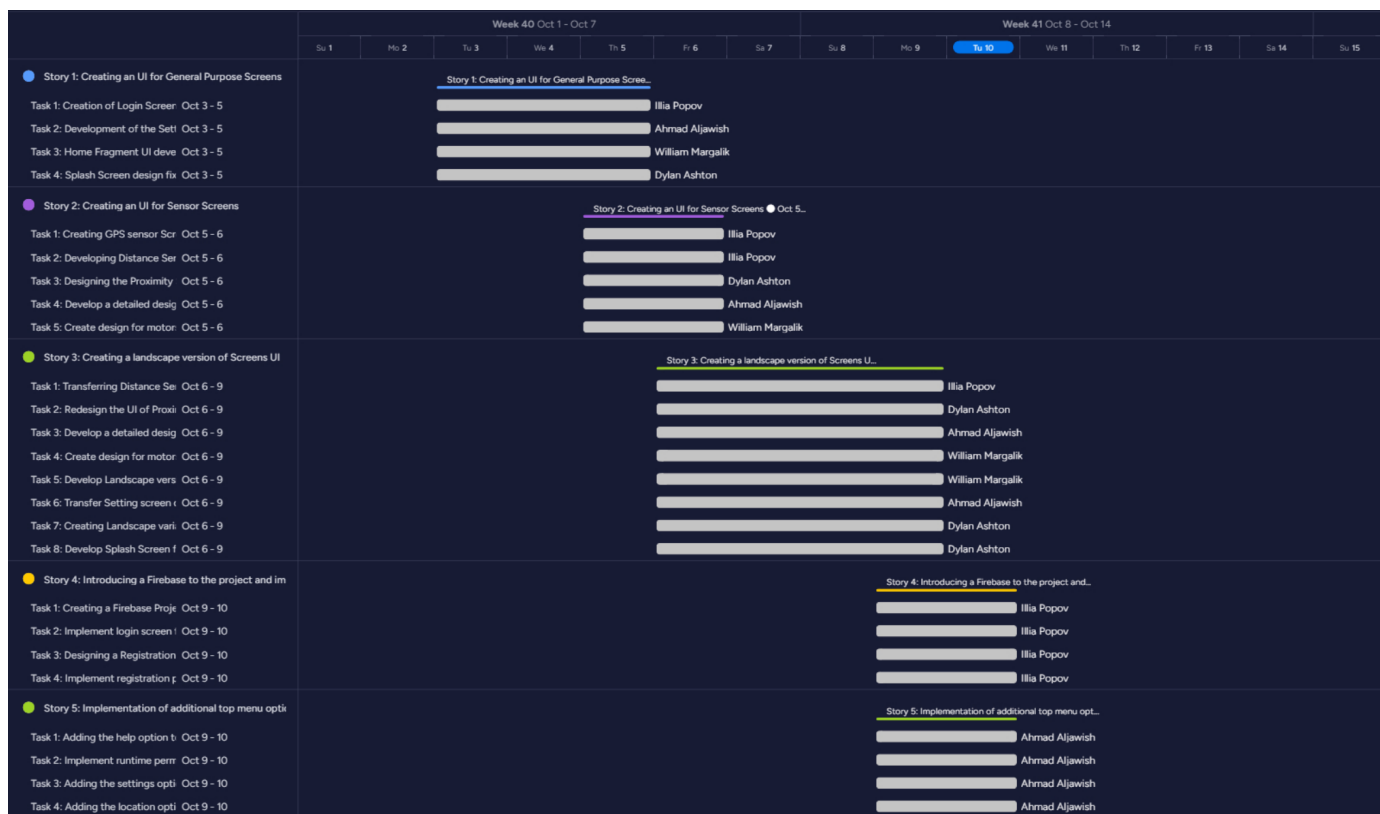 Week 40 Oct 1 - Oct 7 Week 41 Oct 8 - Oct 14
Su 1 Mo 2 Tu 3 We 4 Th 5 Fr 6 Sa 7 Su 8 Mo 9 Tu 10 We 11 Th 12 Fr 13 Sa 14 Su 15
Story 1: Creating an UI for General Purpose Screens Story 1: Creating an UI for General Purpose Scree...
Task 1: Creation of Login Screer Oct 3 - 5 Illia Popov
Task 2: Development of the Sett Oct 3 - 5 Ahmad Aljawish
Task 3: Home Fragment UI deve Oct 3 - 5 William Margalik
Task 4: Splash Screen design fix Oct 3 - 5 Dylan Ashton
Story 2: Creating an UI for Sensor Screens Story 2: Creating an UI for Sensor Screens Oct 5...
Task 1: Creating GPS sensor Scr Oct 5 - 6 Illia Popov
Task 2: Developing Distance Ser Oct 5 - 6 Illia Popov
Task 3: Designing the Proximity Oct 5 - 6 Dylan Ashton
Task 4: Develop a detailed desig Oct 5 - 6 Ahmad Aljawish
Task 5: Create design for motor Oct 5 - 6 William Margalik
Story 3: Creating a landscape version of Screens UI Story 3: Creating a landscape version of Screens U...
Task 1: Transferring Distance Se Oct 6 - 9 Illia Popov
Task 2: Redesign the UI of Proxi Oct 6 - 9 Dylan Ashton
Task 3: Develop a detailed desig Oct 6 - 9 Ahmad Aljawish
Task 4: Create design for motor Oct 6 - 9 William Margalik
Task 5: Develop Landscape vers Oct 6 - 9 William Margalik
Task 6: Transfer Setting screen Oct 6 - 9 Ahmad Aljawish
Task 7: Creating Landscape vari Oct 6 - 9 Dylan Ashton
Task 8: Develop Splash Screen f Oct 6 - 9 Dylan Ashton
Story 4: Introducing a Firebase to the project and im Story 4: Introducing a Firebase to the project and...
Task 1: Creating a Firebase Proje Oct 9 - 10 Illia Popov
Task 2: Implement login screen Oct 9 - 10 Illia Popov
Task 3: Designing a Registration Oct 9 - 10 Illia Popov
Task 4: Implement registration Oct 9 - 10 Illia Popov
Story 5: Implementation of additional top menu optic Story 5: Implementation of additional top menu opt...
Task 1: Adding the help option Oct 9 - 10 Ahmad Aljawish
Task 2: Implement runtime perm Oct 9 - 10 Ahmad Aljawish
Task 3: Adding the settings opti Oct 9 - 10 Ahmad Aljawish
Task 4: Adding the location opti Oct 9 - 10 Ahmad Aljawish